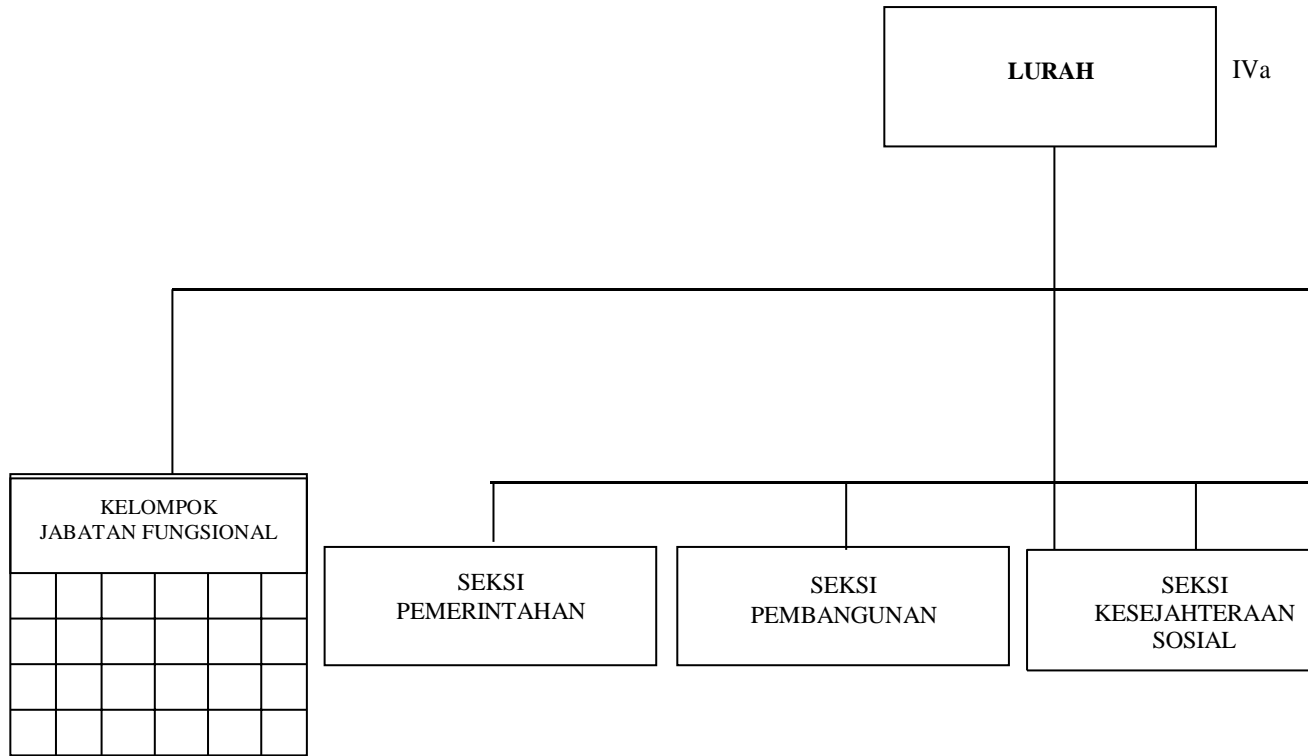 LURAH
IVa
KELOMPOK
JABATAN FUNGSIONAL
SEKSI
PEMERINTAHAN
SEKSI
PEMBANGUNAN
SEKSI
KESEJAHTERAAN
SOSIAL